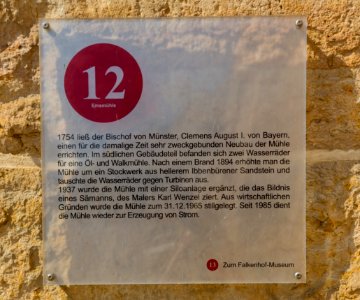 12
Emsmühle
1754 ließ der Bischof von Münster, Clemens August I. von Bayern,
einen für die damalige Zeit sehr zweckgebunden Neubau der Mühle
errichten. Im südlichen Gebäudeteil befanden sich zwei Wasserräder
für eine Öl- und Walkmühle. Nach einem Brand 1894 erhöhte man die
Mühle um ein Stockwerk aus hellerem Ibbenbürener Sandstein und
tauschte die Wasserräder gegen Turbinen aus.
1937 wurde die Mühle mit einer Siloanlage ergänzt, die das Bildnis
eines Sämanns, des Malers Karl Wenzel ziert. Aus wirtschaftlichen
Gründen wurde die Mühle zum 31.12.1965 stillgelegt. Seit 1985 dient
die Mühle wieder zur Erzeugung von Strom.
13 Zum Falkenhof-Museum